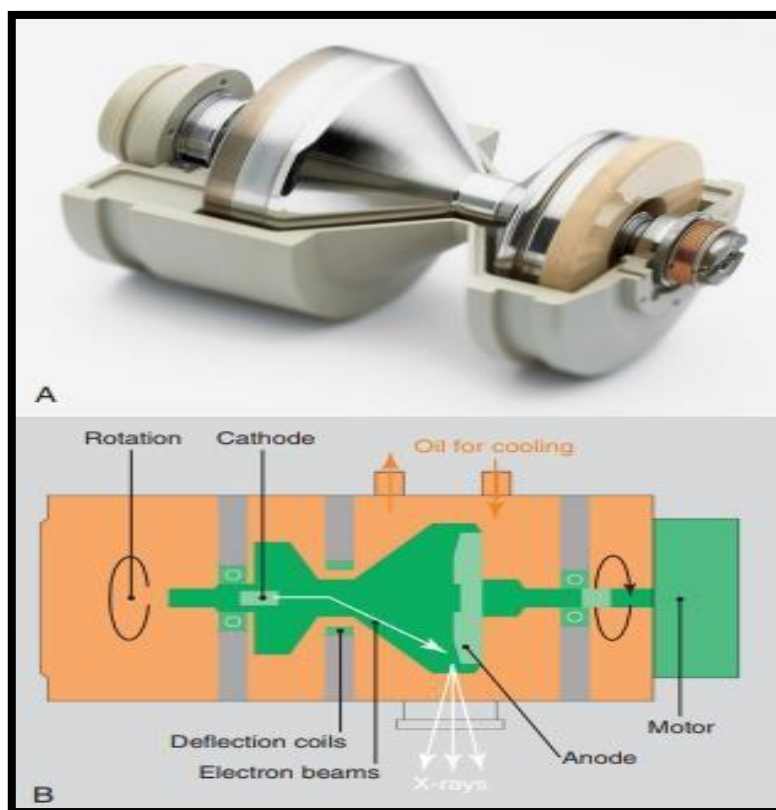 A
Rotation
Cathode
Oil for cooling
Deflection coils
Electron beams
X-rays
Anode
Motor
B